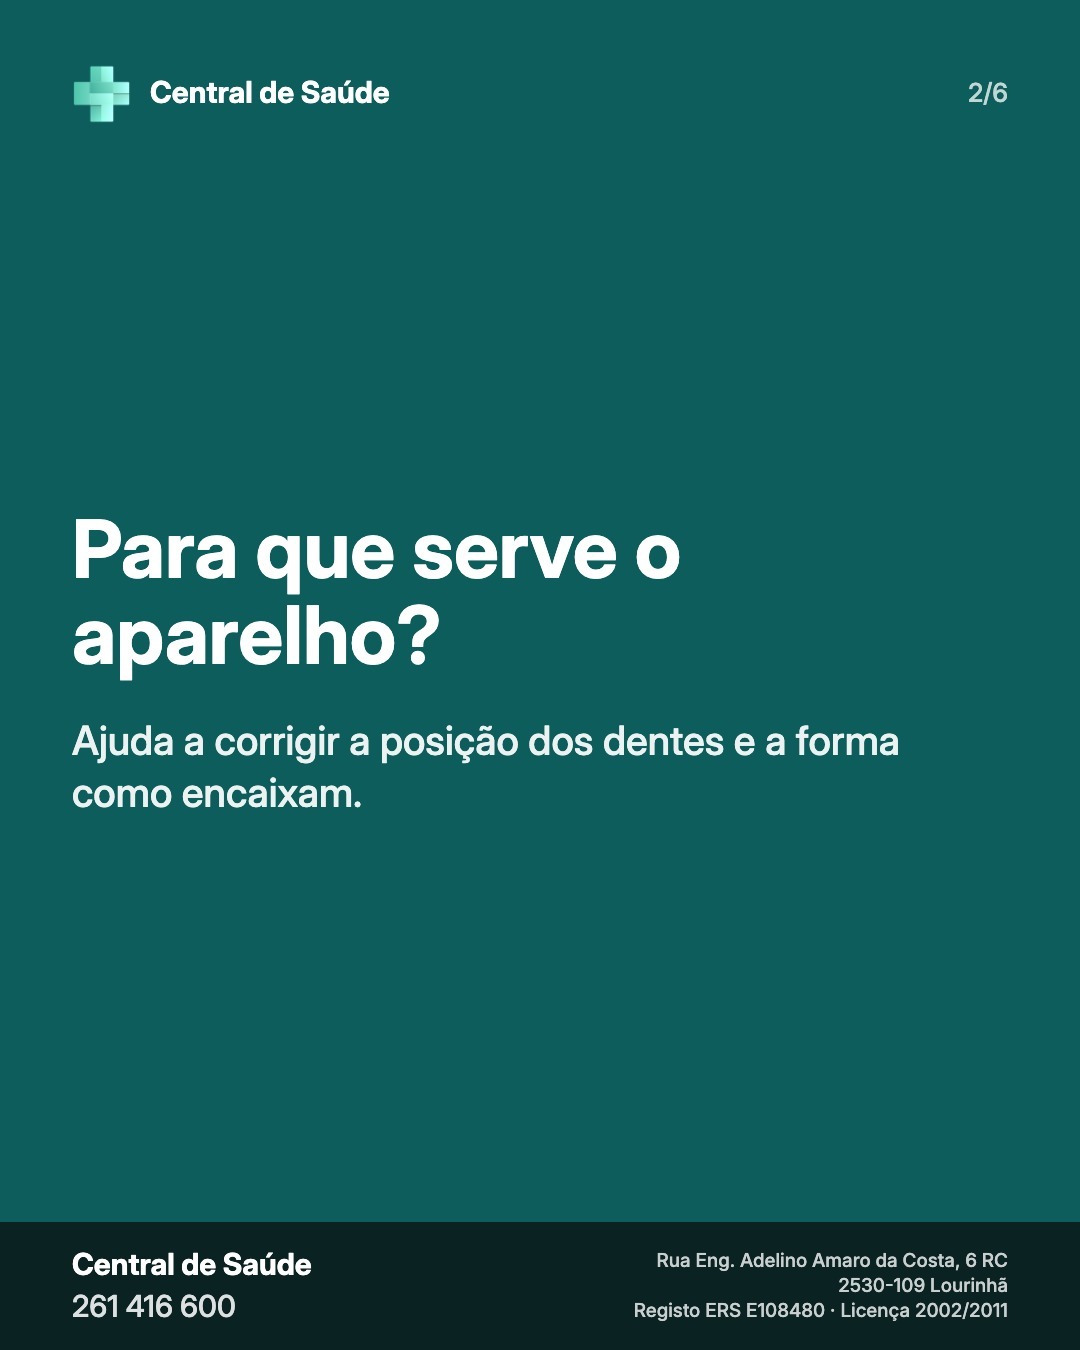 Central de Saúde
2/6
Para que serve o
aparelho?
Ajuda a corrigir a posição dos dentes e a forma
como encaixam.
Central de Saúde
261 416 600
Rua Eng. Adelino Amaro da Costa, 6 RC
2530-109 Lourinhã
Registo ERS E108480 · Licença 2002/2011